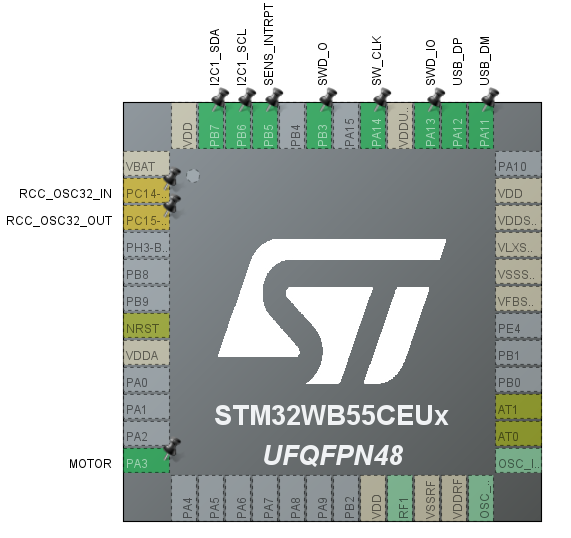 I2C1_SDA
I2C1_SCL
SENS_INTRPT
SWD_O
SW_CLK
SWD_IO
USB_DP
USB_DM
VDD
PB7
PB6
PB5
PB4
PB3
PA15
PA14
VDDU..
PA13
PA12
PA11
VBAT
RCC_OSC32_IN PC14-..
RCC_OSC32_OUT PC15-..
PH3-B..
PB8
PB9
NRST
VDDA
PA0
PA1
PA2
MOTOR PA3
PA10
VDD
VDDS..
VLXS..
VSSS..
VFBS..
PE4
PB1
PB0
AT1
AT0
OSC_I..
ST
STM32WB55CEUx
UFQFPN48
PA4
PA5
PA6
PA7
PA8
PA9
PB2
VDD
RF1
VSSRF
VDDRF
OSC_..